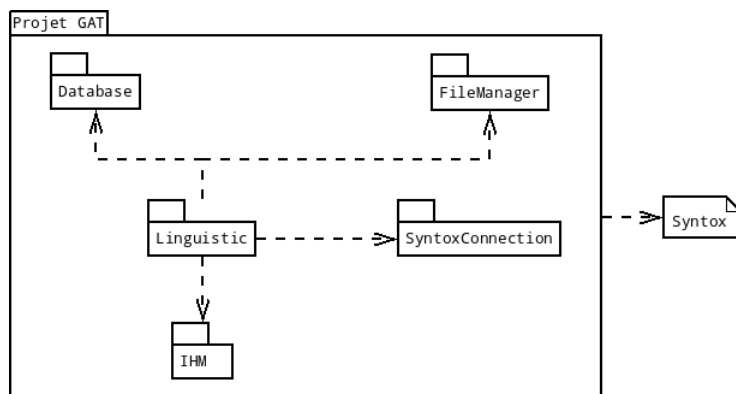 Projet GAT
Database
FileManager
Linguistic
SyntoxConnection
Syntox
IHM